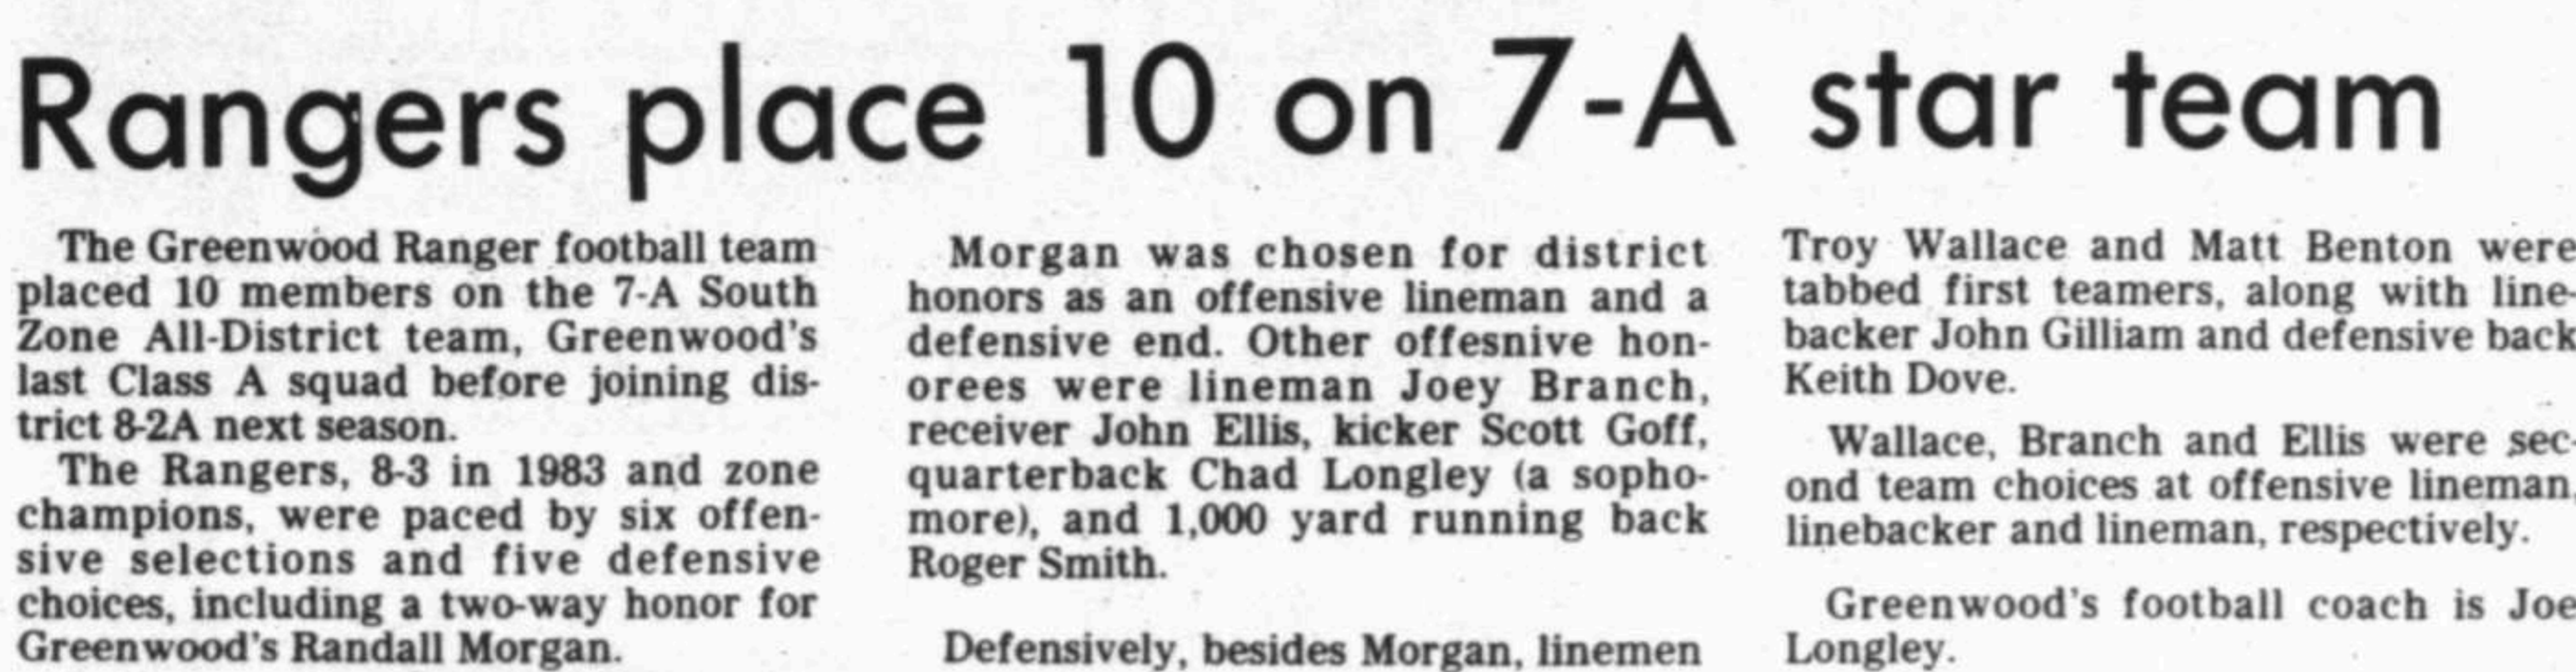 Rangers place 10 on 7-A star team
The Greenwood Ranger football team
placed 10 members on the 7-A South
Zone All-District team, Greenwood's
last Class A squad before joining dis-
trict 8-2A next season.
The Rangers, 8-3 in 1983 and zone
champions, were paced by six offen-
sive selections and five defensive
choices, including a two-way honor for
Greenwood's Randall Morgan.
Morgan was chosen for district
honors as an offensive lineman and a
defensive end. Other offesnive hon-
orees were lineman Joey Branch,
receiver John Ellis, kicker Scott Goff,
quarterback Chad Longley (a sopho-
more), and 1,000 yard running back
Roger Smith.
Defensively, besides Morgan, linemen
Troy Wallace and Matt Benton were
tabbed first teamers, along with line-
backer John Gilliam and defensive back
Keith Dove.
Wallace, Branch and Ellis were sec-
ond team choices at offensive lineman,
linebacker and lineman, respectively.
Greenwood's football coach is Joe
Longley.